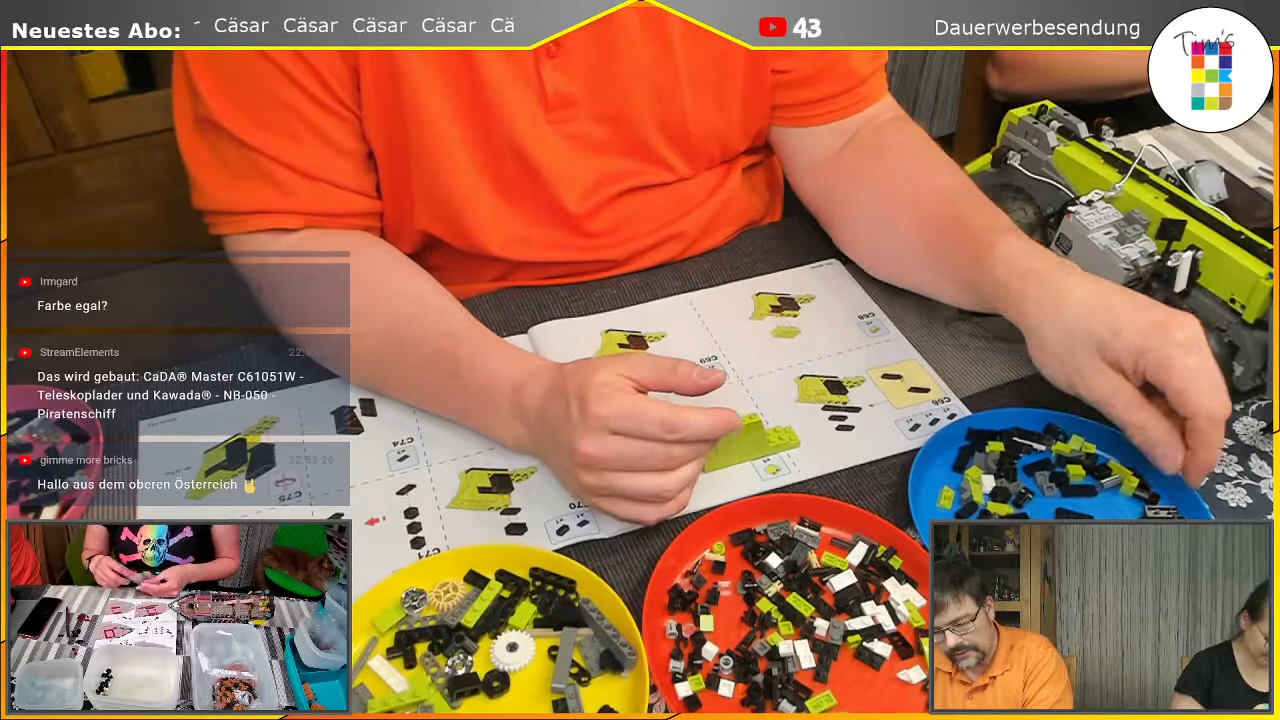 Neuestes Abo:
Cäsar Cäsar Cäsar Cäsar Cä
43
Dauerwerbesendung
Tim's
Irmgard
Farbe egal?
StreamElements
Das wird gebaut: CaDA® Master C61051W -
Teleskoplader und Kawada® - NB-050 -
Piratenschiff
gimme more bricks 22:53:26
Hallo aus dem oberen Österreich
C68
C69
C66
C74
C75
C70
C71